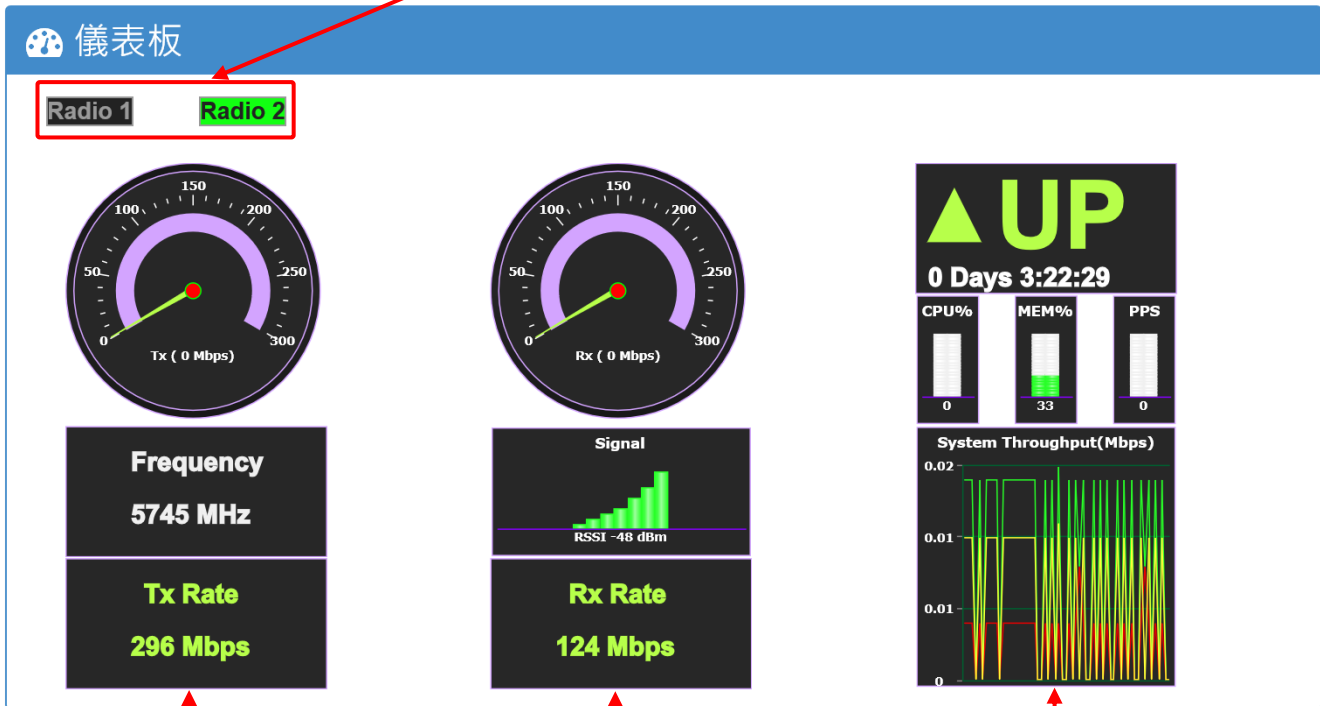 儀表板
Radio 1 Radio 2
0 50 100 150 200 250 300
Tx ( 0 Mbps)
0 50 100 150 200 250 300
Rx ( 0 Mbps)
▲UP
0 Days 3:22:29
CPU% MEM% PPS
0 33 0
Frequency
5745 MHz
Signal
RSSI -48 dBm
Tx Rate
296 Mbps
Rx Rate
124 Mbps
System Throughput(Mbps)
0.02
0.01
0.01
0